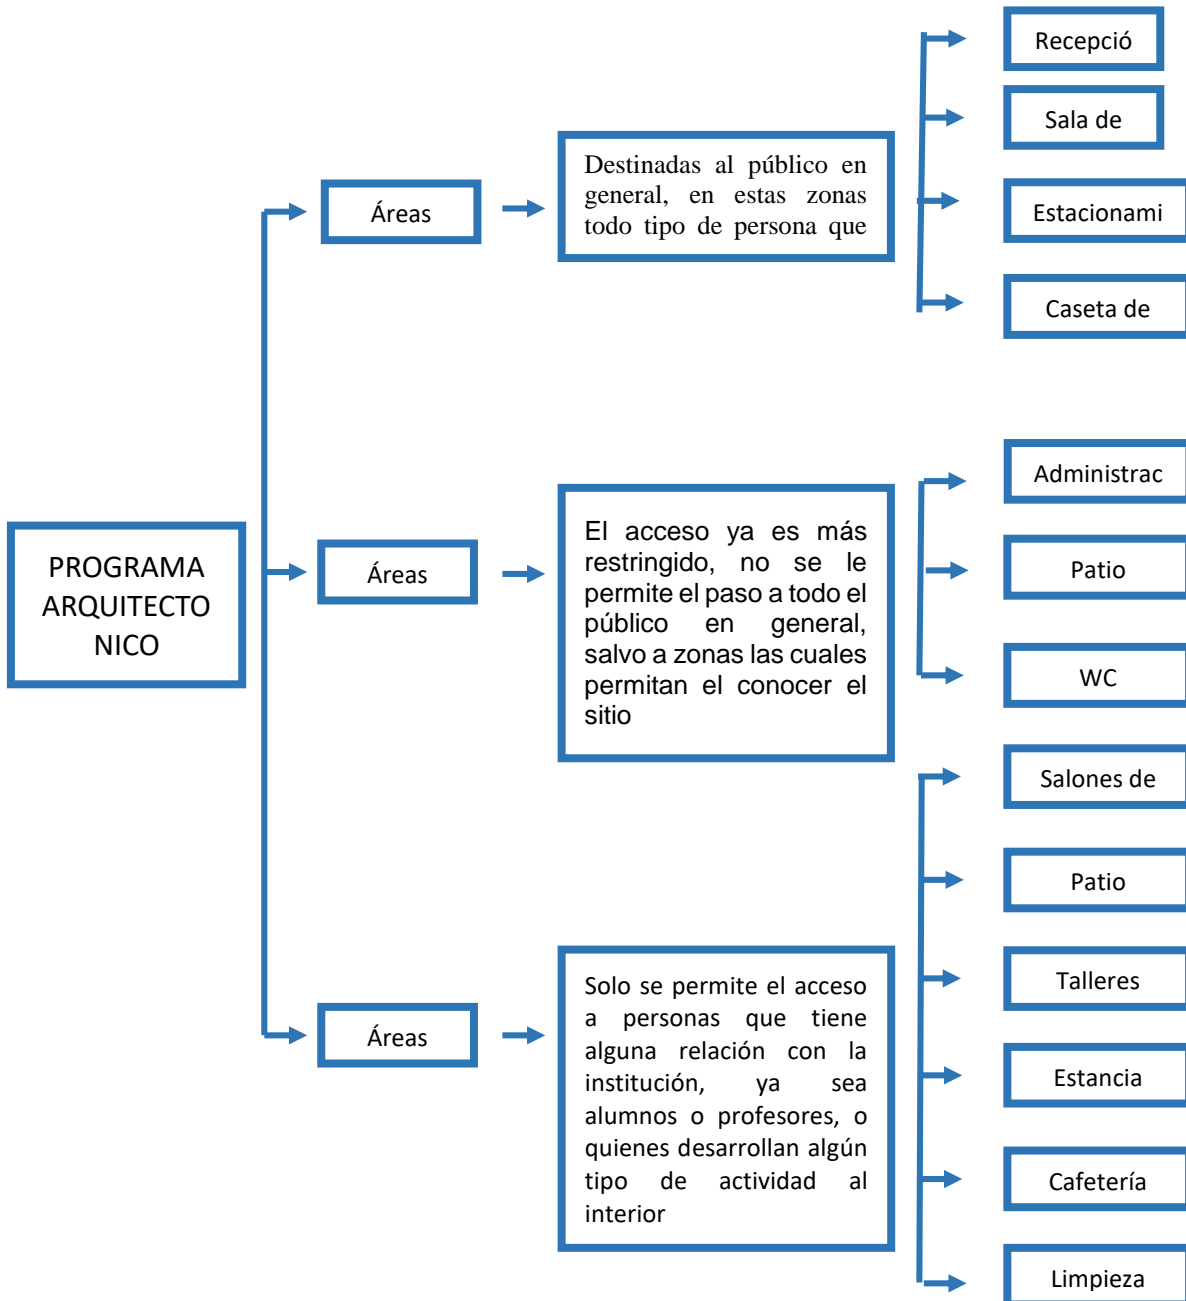 PROGRAMA
ARQUITECTO
NICO
Áreas
Destinadas al público en
general, en estas zonas
todo tipo de persona que
Recepció
Sala de
Estacionami
Caseta de
Áreas
El acceso ya es más
restringido, no se le
permite el paso a todo el
público en general,
salvo a zonas las cuales
permitan el conocer el
sitio
Administrac
Patio
WC
Áreas
Solo se permite el acceso
a personas que tiene
alguna relación con la
institución, ya sea
alumnos o profesores, o
quienes desarrollan algún
tipo de actividad al
interior
Salones de
Patio
Talleres
Estancia
Cafetería
Limpieza